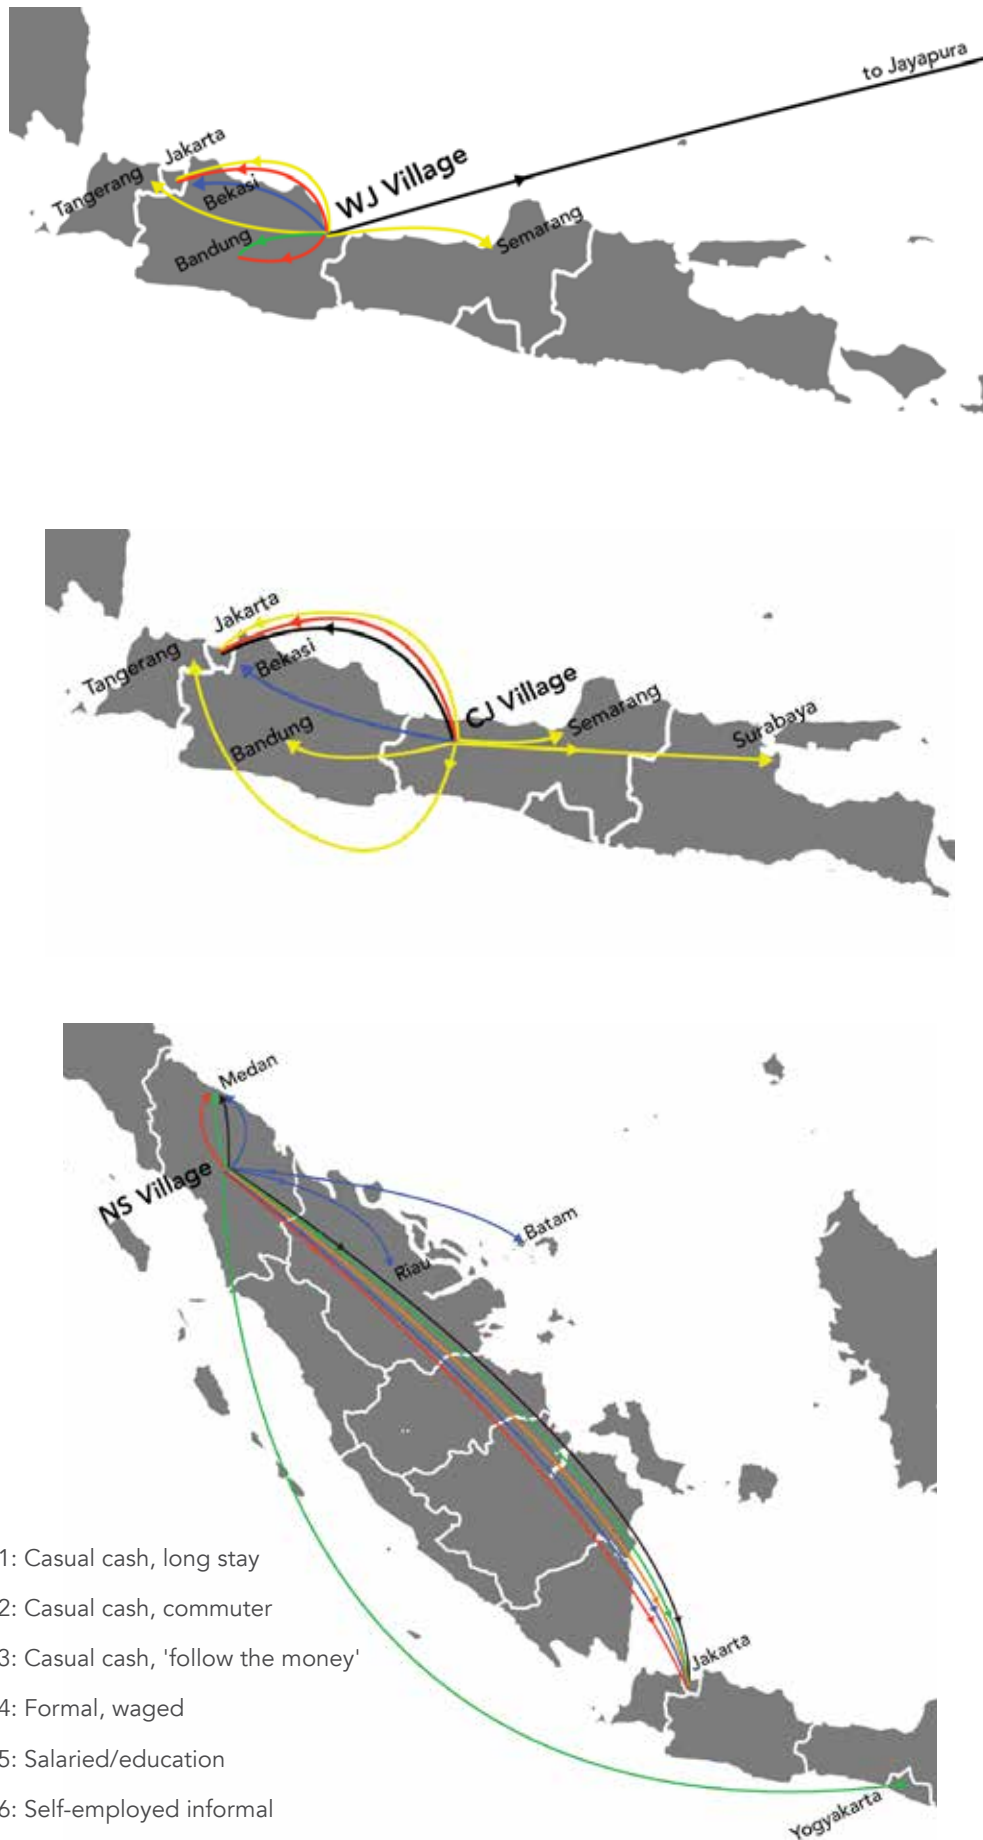 to Jayapura
Jakarta
WJ Village
Tangerang
Bekasi
Semarang
Bandung
Jakarta
CJ Village
Tangerang
Bekasi
Semarang
Surabaya
Bandung
Medan
NS Village
Batam
Riau
1: Casual cash, long stay
2: Casual cash, commuter
3: Casual cash, 'follow the money'
Jakarta
4: Formal, waged
5: Salaried/education
6: Self-employed informal
Yogyakarta